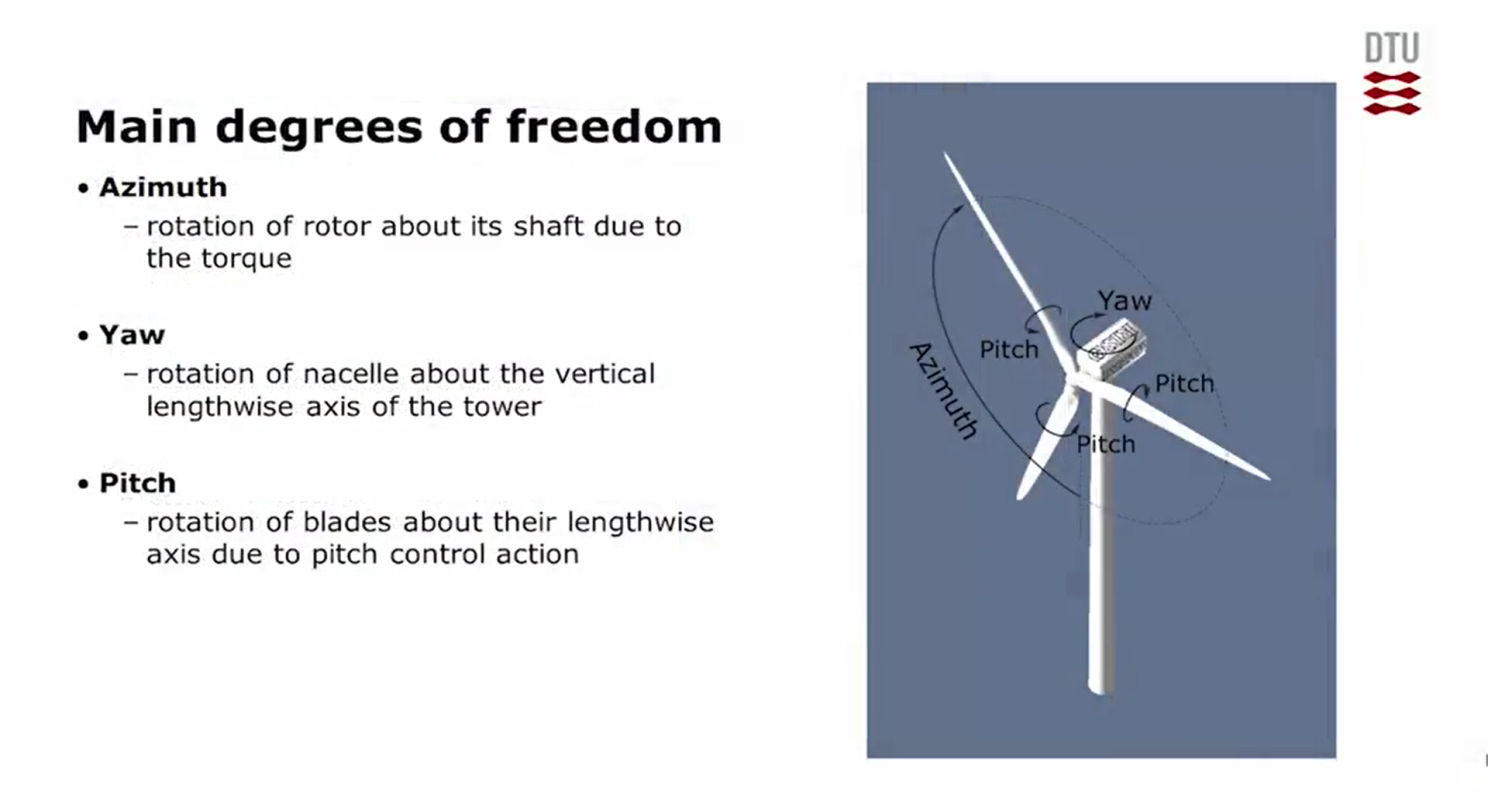 DTU
Main degrees of freedom
• Azimuth
– rotation of rotor about its shaft due to
the torque
• Yaw
– rotation of nacelle about the vertical
lengthwise axis of the tower
• Pitch
– rotation of blades about their lengthwise
axis due to pitch control action
Yaw
Pitch
Azimuth
Pitch
Pitch